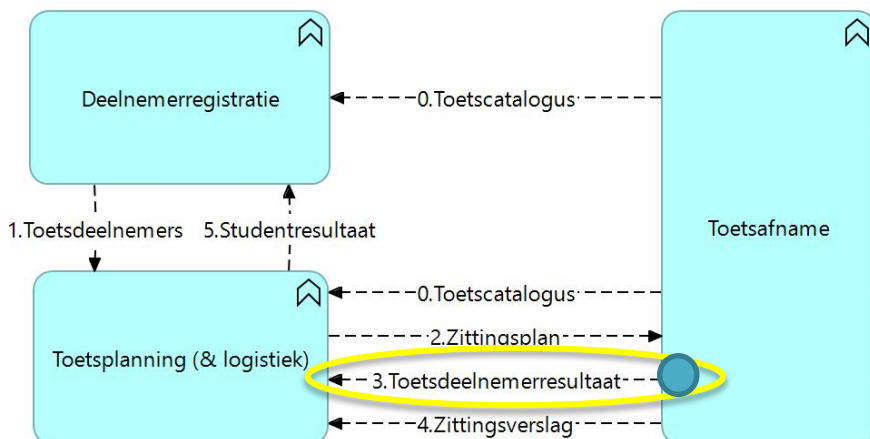 Deelnemerregistratie
0.Toetscatalogus
1.Toetsdeelnemers
5.Studentresultaat
Toetsafname
0.Toetscatalogus
2.Zittingsplan
Toetsplanning (& logistiek)
3.Toetsdeelnemerresultaat
4.Zittingsverslag